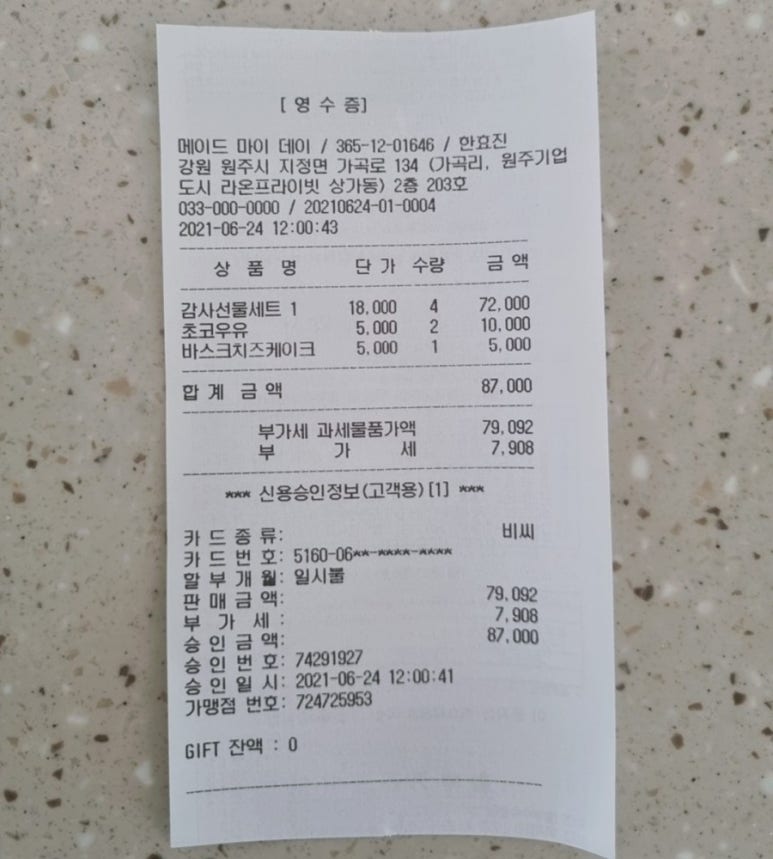 [ 영 수 증 ]
메이드 마이 데이 / 365-12-01646 / 한효진
강원 원주시 지정면 가곡로 134 (가곡리, 원주기업
도시 라온프라이빗 상가동) 2층 203호
033-000-0000 / 20210624-01-0004
2021-06-24 12:00:43
상 품 명 단 가 수량 금 액
감사선물세트 1 18,000 4 72,000
초코우유 5,000 2 10,000
바스크치즈케이크 5,000 1 5,000
합 계 금 액 87,000
부가세 과세물품가액 79,092
부 가 세 7,908
*** 신용승인정보(고객용)[1] ***
카 드 종 류: 비씨
카 드 번 호: 5160-06**-****-****
할 부 개 월: 일시불
판 매 금 액: 79,092
부 가 세 : 7,908
승 인 금 액: 87,000
승 인 번 호: 74291927
승 인 일 시: 2021-06-24 12:00:41
가맹점 번호: 724725953
GIFT 잔액 : 0